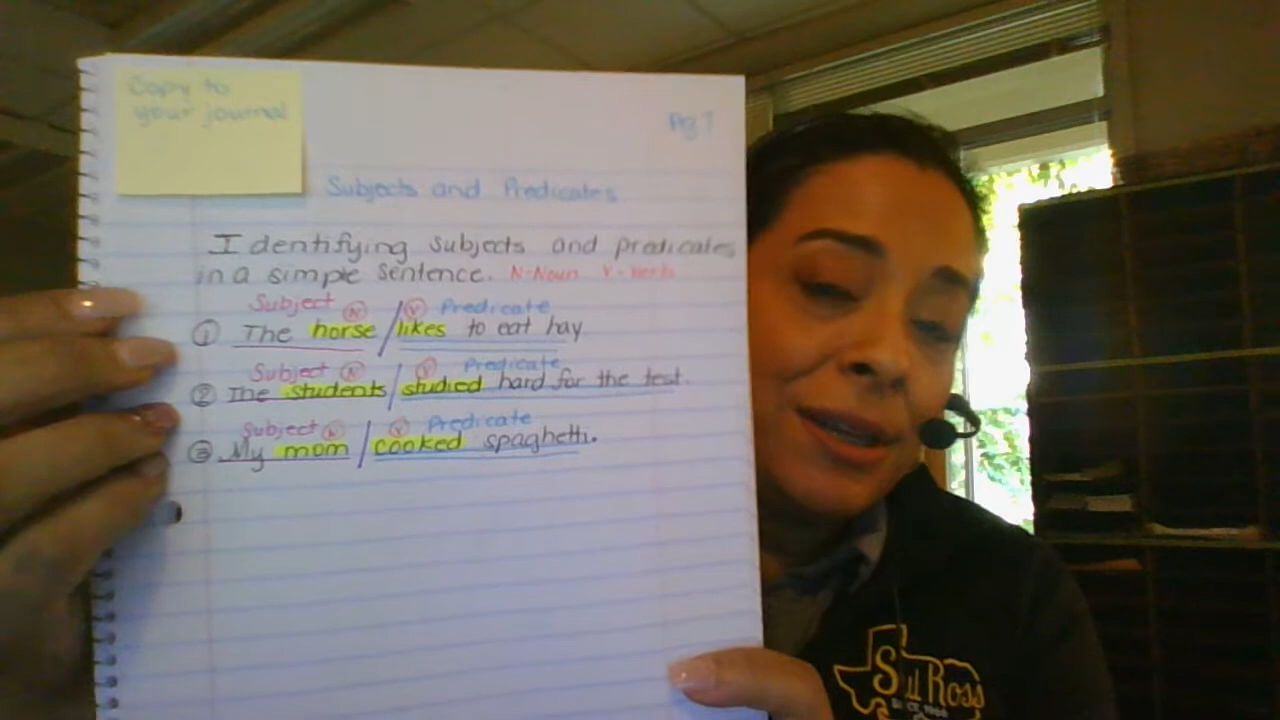 Copy to
your journal
Pg 7
Subjects and Predicates
Identifying subjects and predicates
in a simple sentence. N-Noun V-Verb
Subject N / V Predicate
① The horse / likes to eat hay.
Subject N / V Predicate
② The students / studied hard for the test.
Subject N / V Predicate
③ My mom / cooked spaghetti.
Sul Ross